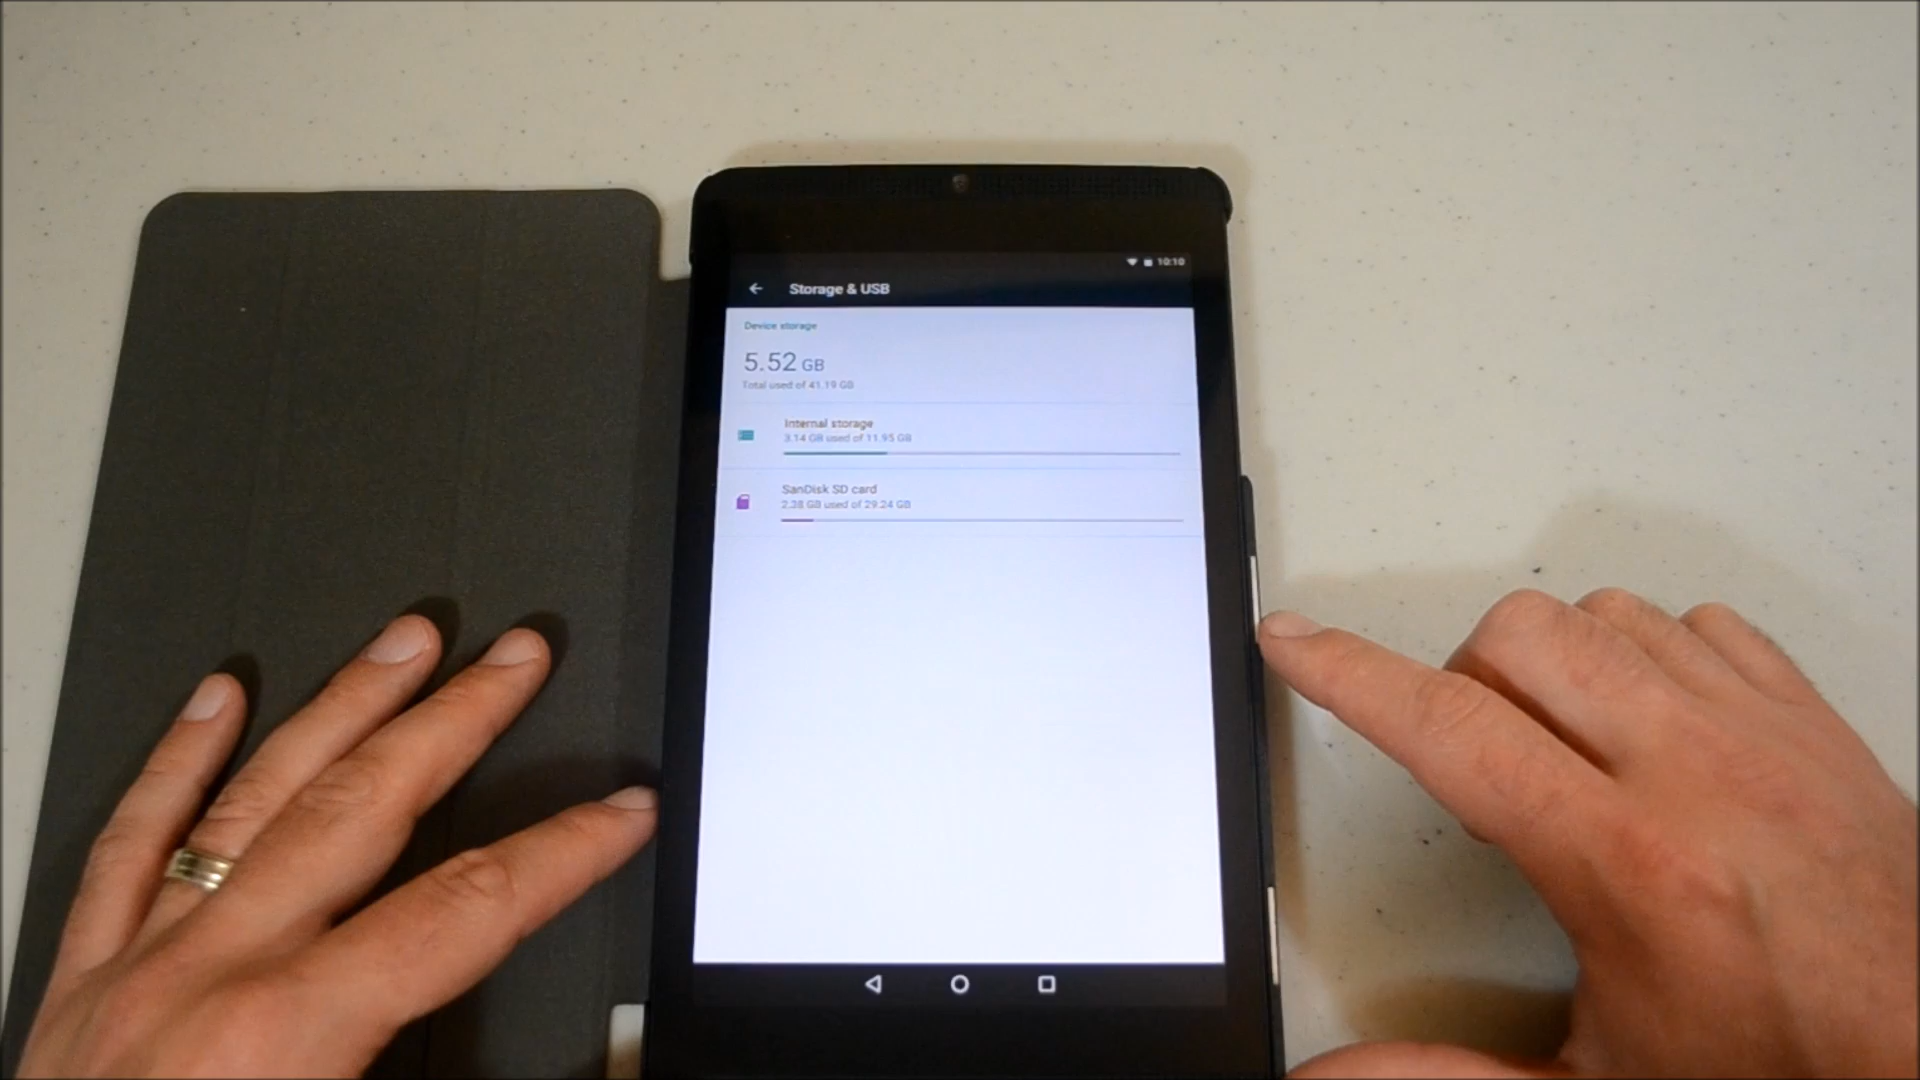 10:10
Storage & USB
Device storage
5.52 GB
Total used of 41.19 GB
Internal storage
3.14 GB used of 11.95 GB
SanDisk SD card
2.38 GB used of 29.24 GB